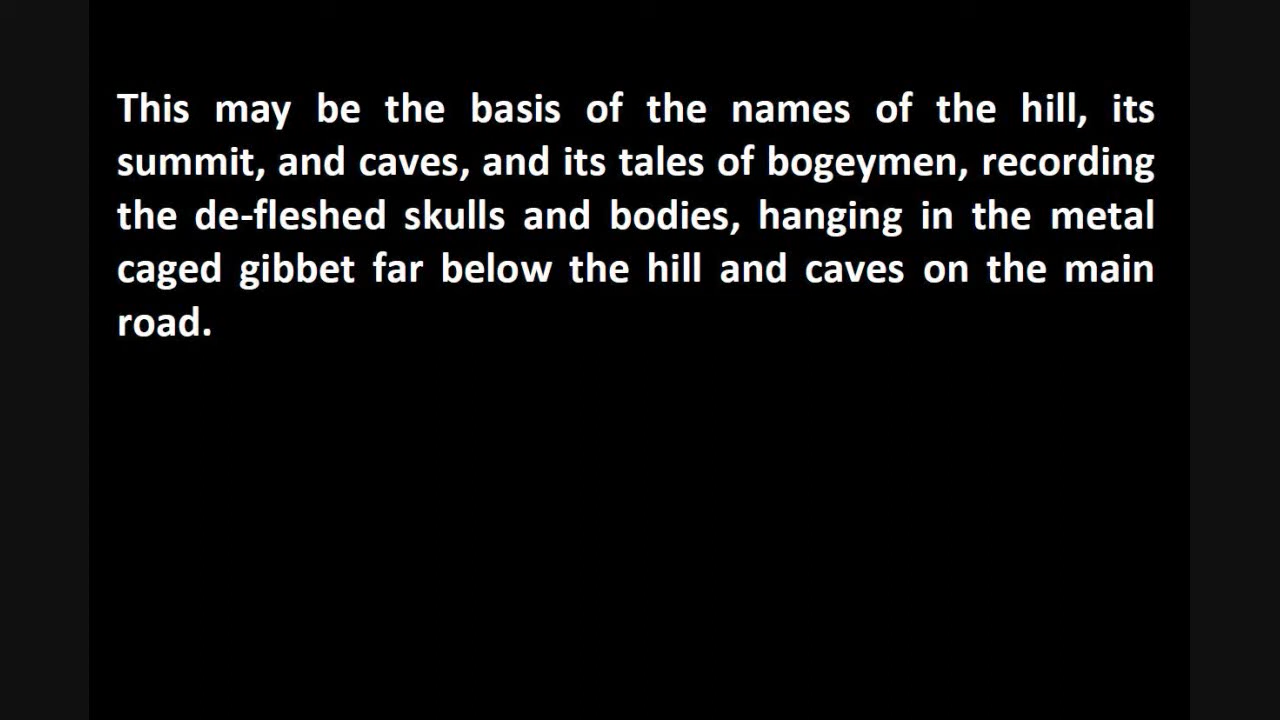 This may be the basis of the names of the hill, its
summit, and caves, and its tales of bogeymen, recording
the de-fleshed skulls and bodies, hanging in the metal
caged gibbet far below the hill and caves on the main
road.